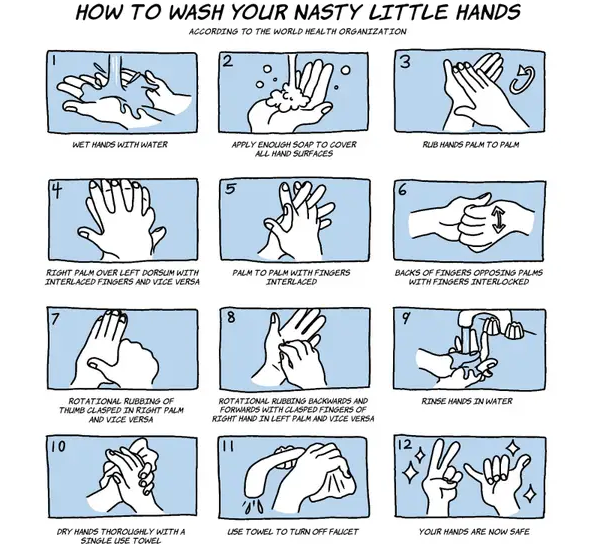 HOW TO WASH YOUR NASTY LITTLE HANDS
ACCORDING TO THE WORLD HEALTH ORGANIZATION
1
WET HANDS WITH WATER
2
APPLY ENOUGH SOAP TO COVER
ALL HAND SURFACES
3
RUB HANDS PALM TO PALM
4
RIGHT PALM OVER LEFT DORSUM WITH
INTERLACED FINGERS AND VICE VERSA
5
PALM TO PALM WITH FINGERS
INTERLACED
6
BACKS OF FINGERS OPPOSING PALMS
WITH FINGERS INTERLOCKED
7
ROTATIONAL RUBBING OF
THUMB CLASPED IN RIGHT PALM
AND VICE VERSA
8
ROTATIONAL RUBBING BACKWARDS AND
FORWARDS WITH CLASPED FINGERS OF
RIGHT HAND IN LEFT PALM AND VICE VERSA
9
RINSE HANDS IN WATER
10
DRY HANDS THOROUGHLY WITH A
SINGLE USE TOWEL
11
USE TOWEL TO TURN OFF FAUCET
12
YOUR HANDS ARE NOW SAFE